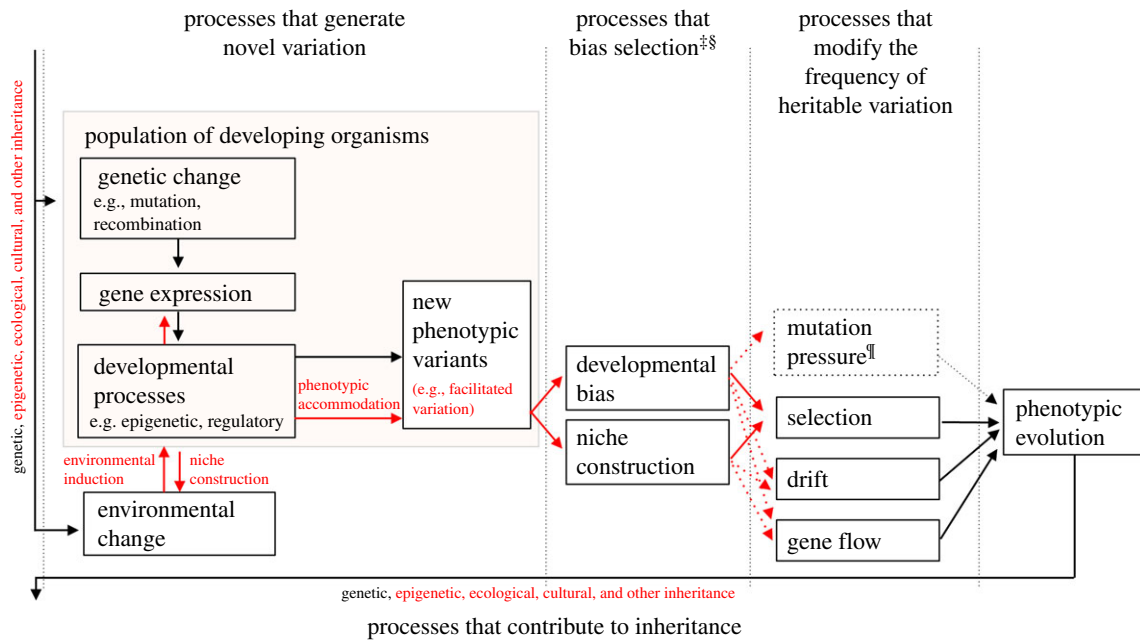 processes that generate
novel variation
processes that
bias selection‡§
processes that
modify the
frequency of
heritable variation
genetic, epigenetic, ecological, cultural, and other inheritance
population of developing organisms
genetic change
e.g., mutation,
recombination
gene expression
developmental
processes
e.g. epigenetic, regulatory
phenotypic
accommodation
new
phenotypic
variants
(e.g., facilitated
variation)
environmental
induction
niche
construction
environmental
change
developmental
bias
niche
construction
mutation
pressure¶
selection
drift
gene flow
phenotypic
evolution
genetic, epigenetic, ecological, cultural, and other inheritance
processes that contribute to inheritance